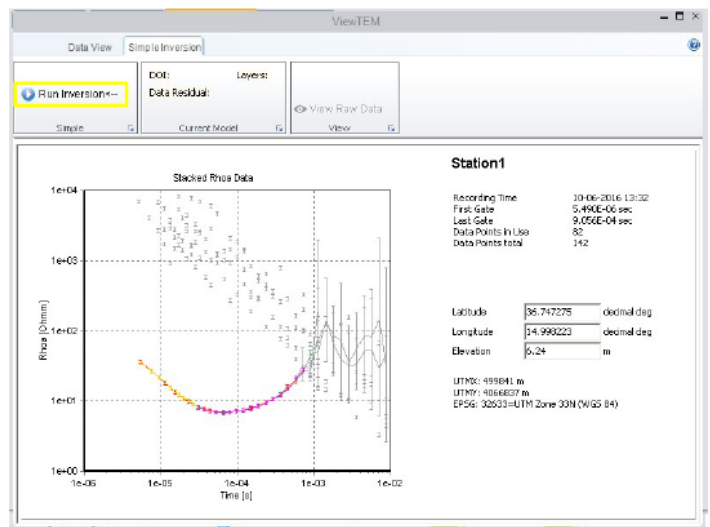 ViewTEM
Data View Simple Inversion
Run Inversion<--
DOI: Layers:
Data Residual:
View Raw Data
Simple Current Model View
Station1
Stacked Rhoa Data
Recording Time 10-06-2016 13:32
First Gate 5.490E-06 sec
Last Gate 9.056E-04 sec
Data Points in Use 82
Data Points total 142
Latitude 36.747275 decimal deg
Longitude 14.998223 decimal deg
Elevation 6.24 m
UTMX: 499841 m
UTMY: 4066837 m
EPSG: 32633=UTM Zone 33N (WGS 84)
1e+04
1e+03
1e+02
1e+01
1e+00
Rhoa [Ohmm]
1e-06 1e-05 1e-04 1e-03 1e-02
Time [s]